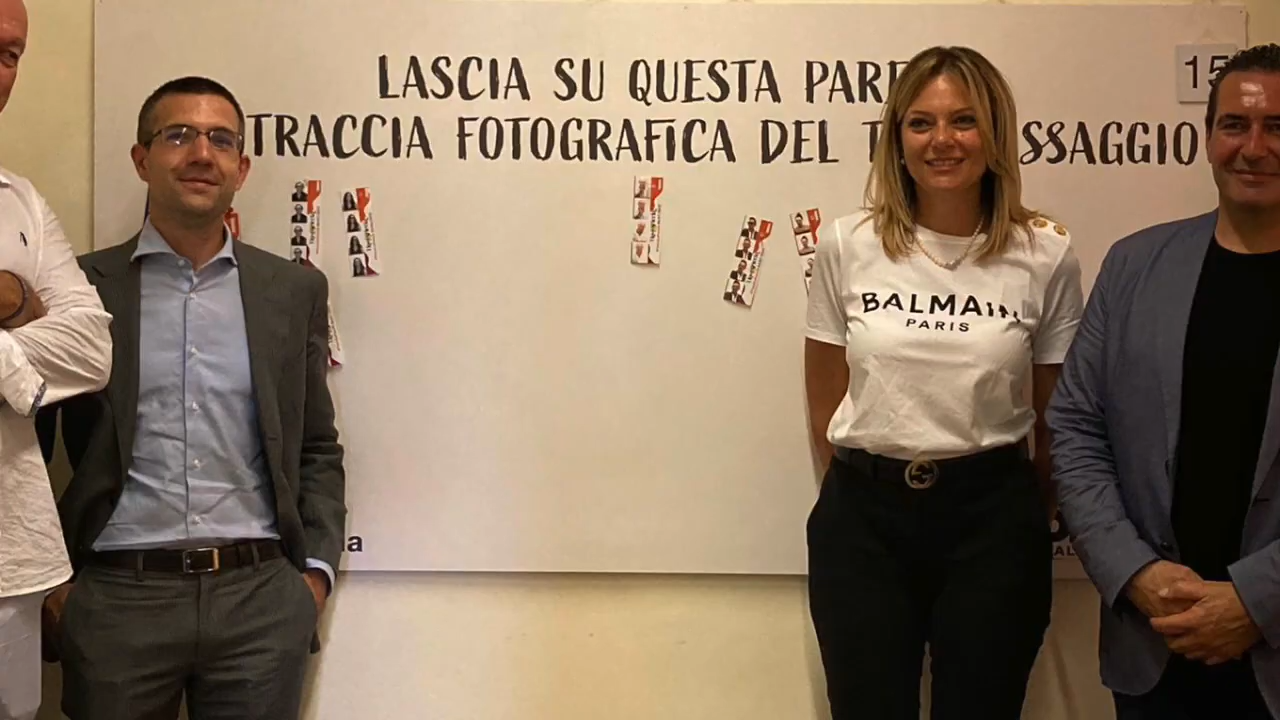 LASCIA SU QUESTA PARE
15
TRACCIA FOTOGRAFICA DEL T SSAGGIO
BALMAIN
PARIS